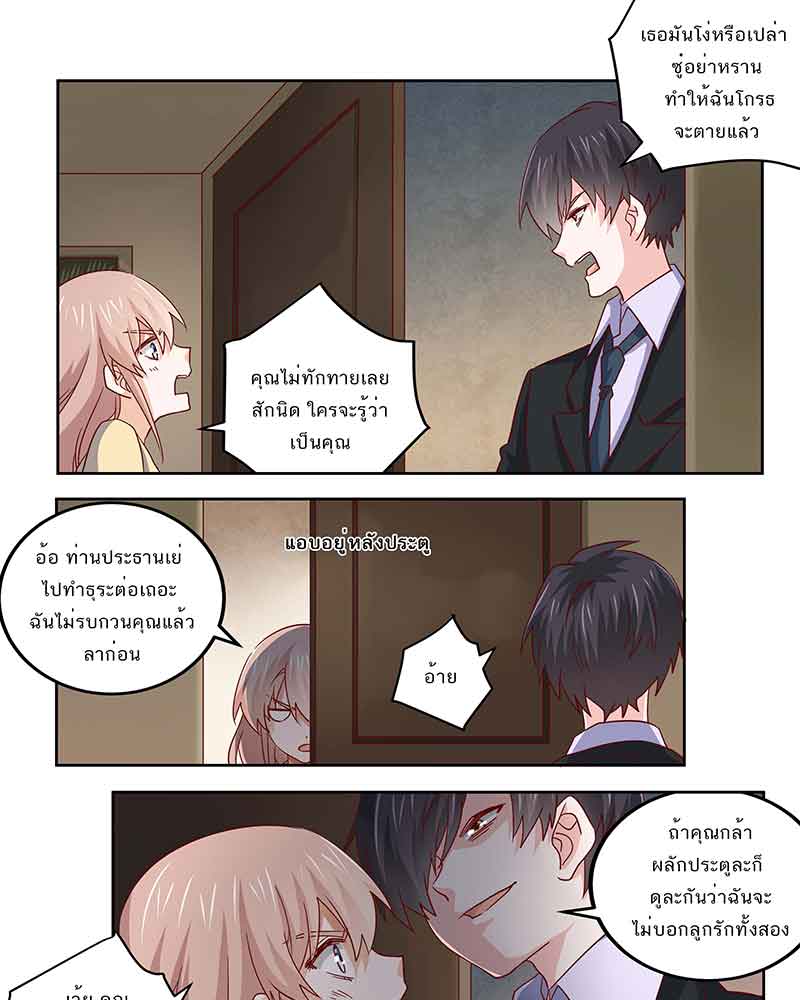 เธอมันโง่หรือเปล่า
ซู่อย่าหราน
ทำให้ฉันโกรธ
จะตายแล้ว
คุณไม่ทักทายเลย
สักนิด ใครจะรู้ว่า
เป็นคุณ
แอบอยู่หลังประตู
อ้อ ท่านประธานเย่
ไปทำธุระต่อเถอะ
ฉันไม่รบกวนคุณแล้ว
ลาก่อน
อ้าย
ถ้าคุณกล้า
ผลักประตูละก็
ดูละกันว่าฉันจะ
ไม่บอกลูกรักทั้งสอง